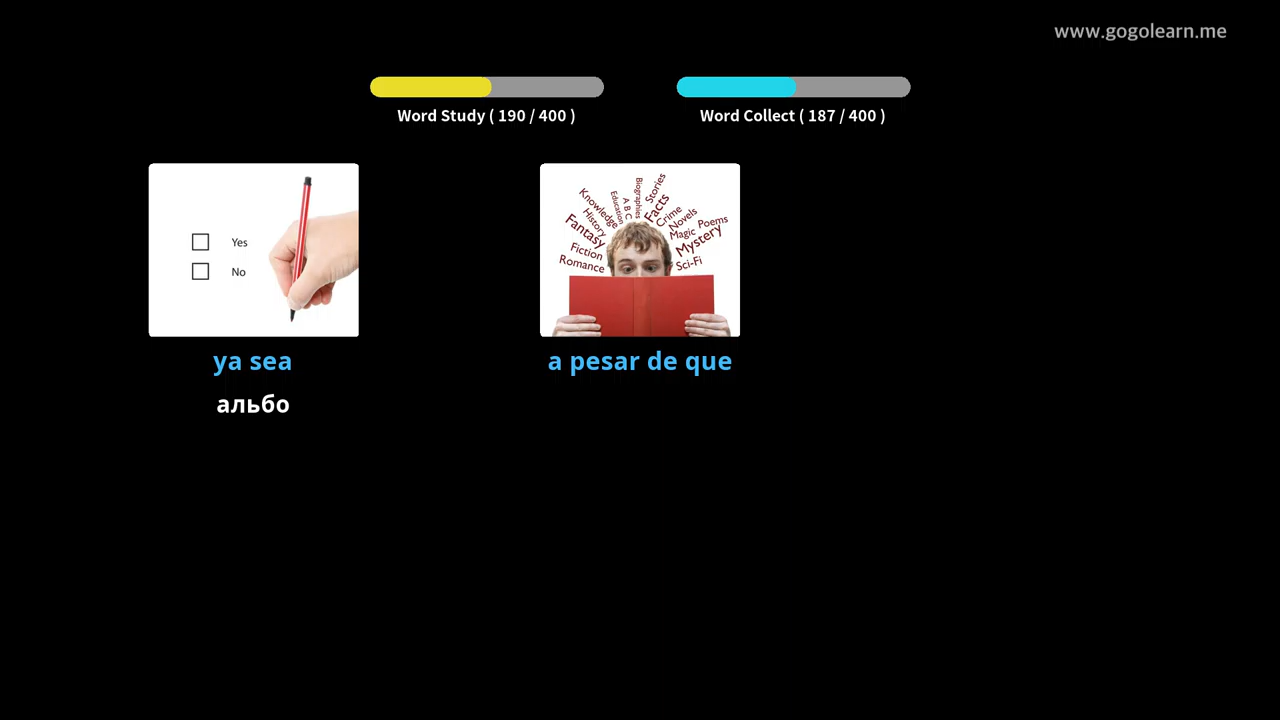 www.gogolearn.me
Word Study ( 190 / 400 )
Word Collect ( 187 / 400 )
Yes
No
Knowledge
History
Fantasy
Fiction
Romance
Education
A B C
Biographies
Stories
Facts
Crime
Novels
Magic
Poems
Mystery
Sci-Fi
ya sea
a pesar de que
альбо